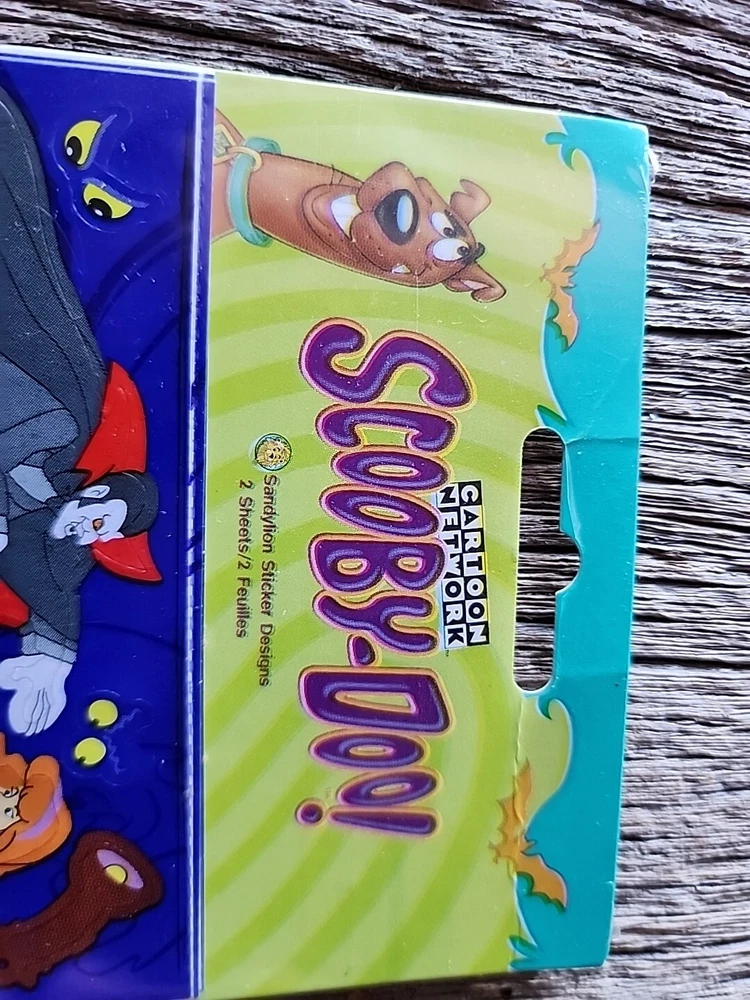 CARTOON
NETWORK
SCOOBY-DOO!
Sandylion Sticker Designs
2 Sheets/2 Feuilles